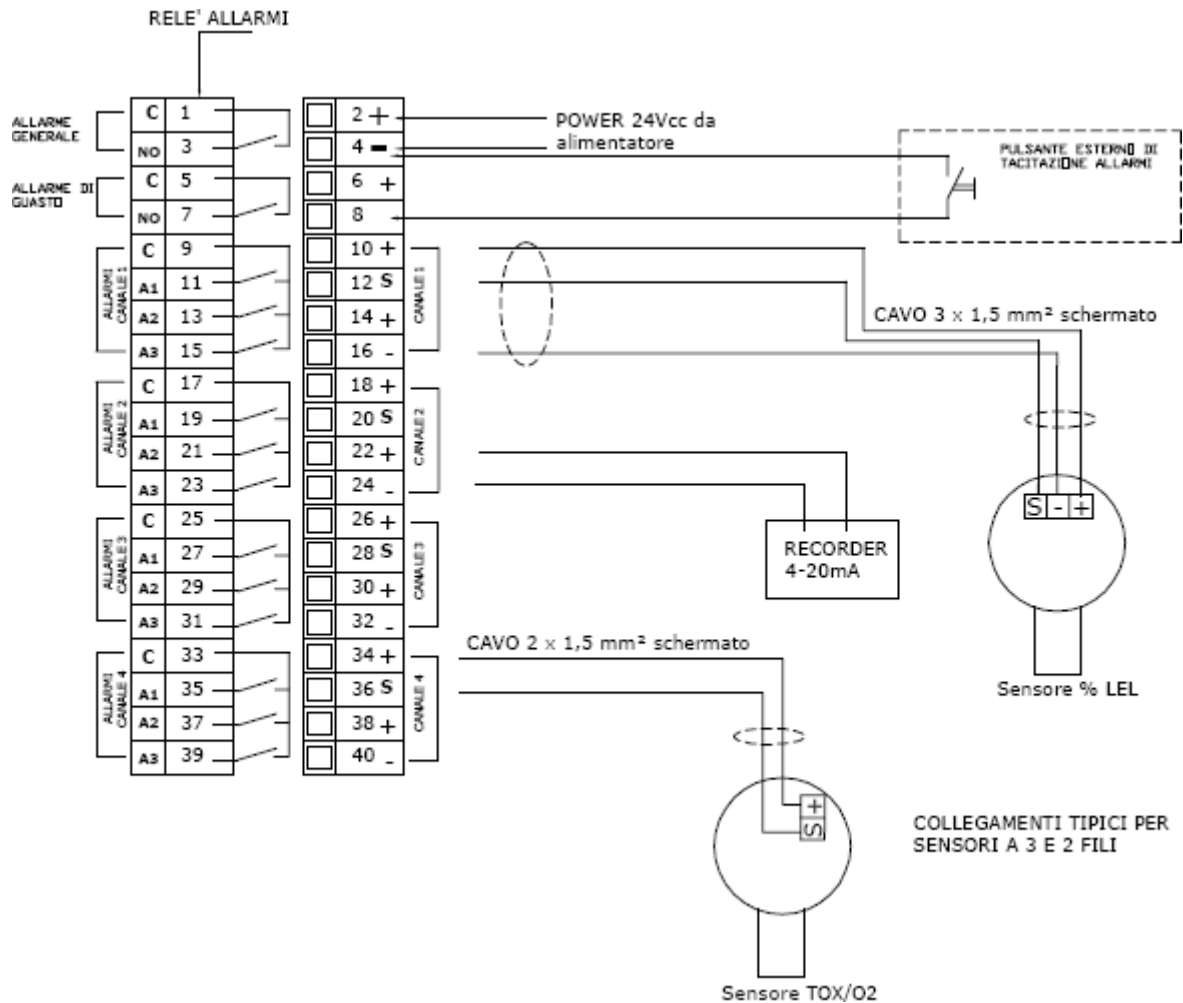 RELE' ALLARMI
ALLARME
GENERALE
C 1
NO 3
ALLARME DI
GUASTO
C 5
NO 7
ALLARMI
CANALE 1
C 9
A1 11
A2 13
A3 15
ALLARMI
CANALE 2
C 17
A1 19
A2 21
A3 23
ALLARMI
CANALE 3
C 25
A1 27
A2 29
A3 31
ALLARMI
CANALE 4
C 33
A1 35
A2 37
A3 39
2 +
4 -
6 +
8
10 +
12 S
14 +
16 -
CANALE 1
18 +
20 S
22 +
24 -
CANALE 2
26 +
28 S
30 +
32 -
CANALE 3
34 +
36 S
38 +
40 -
CANALE 4
POWER 24Vcc da
alimentatore
PULSANTE ESTERNO DI
TACITAZIONE ALLARMI
CAVO 3 x 1,5 mm² schermato
S - +
Sensore % LEL
RECORDER
4-20mA
CAVO 2 x 1,5 mm² schermato
+
S
Sensore TOX/O2
COLLEGAMENTI TIPICI PER
SENSORI A 3 E 2 FILI